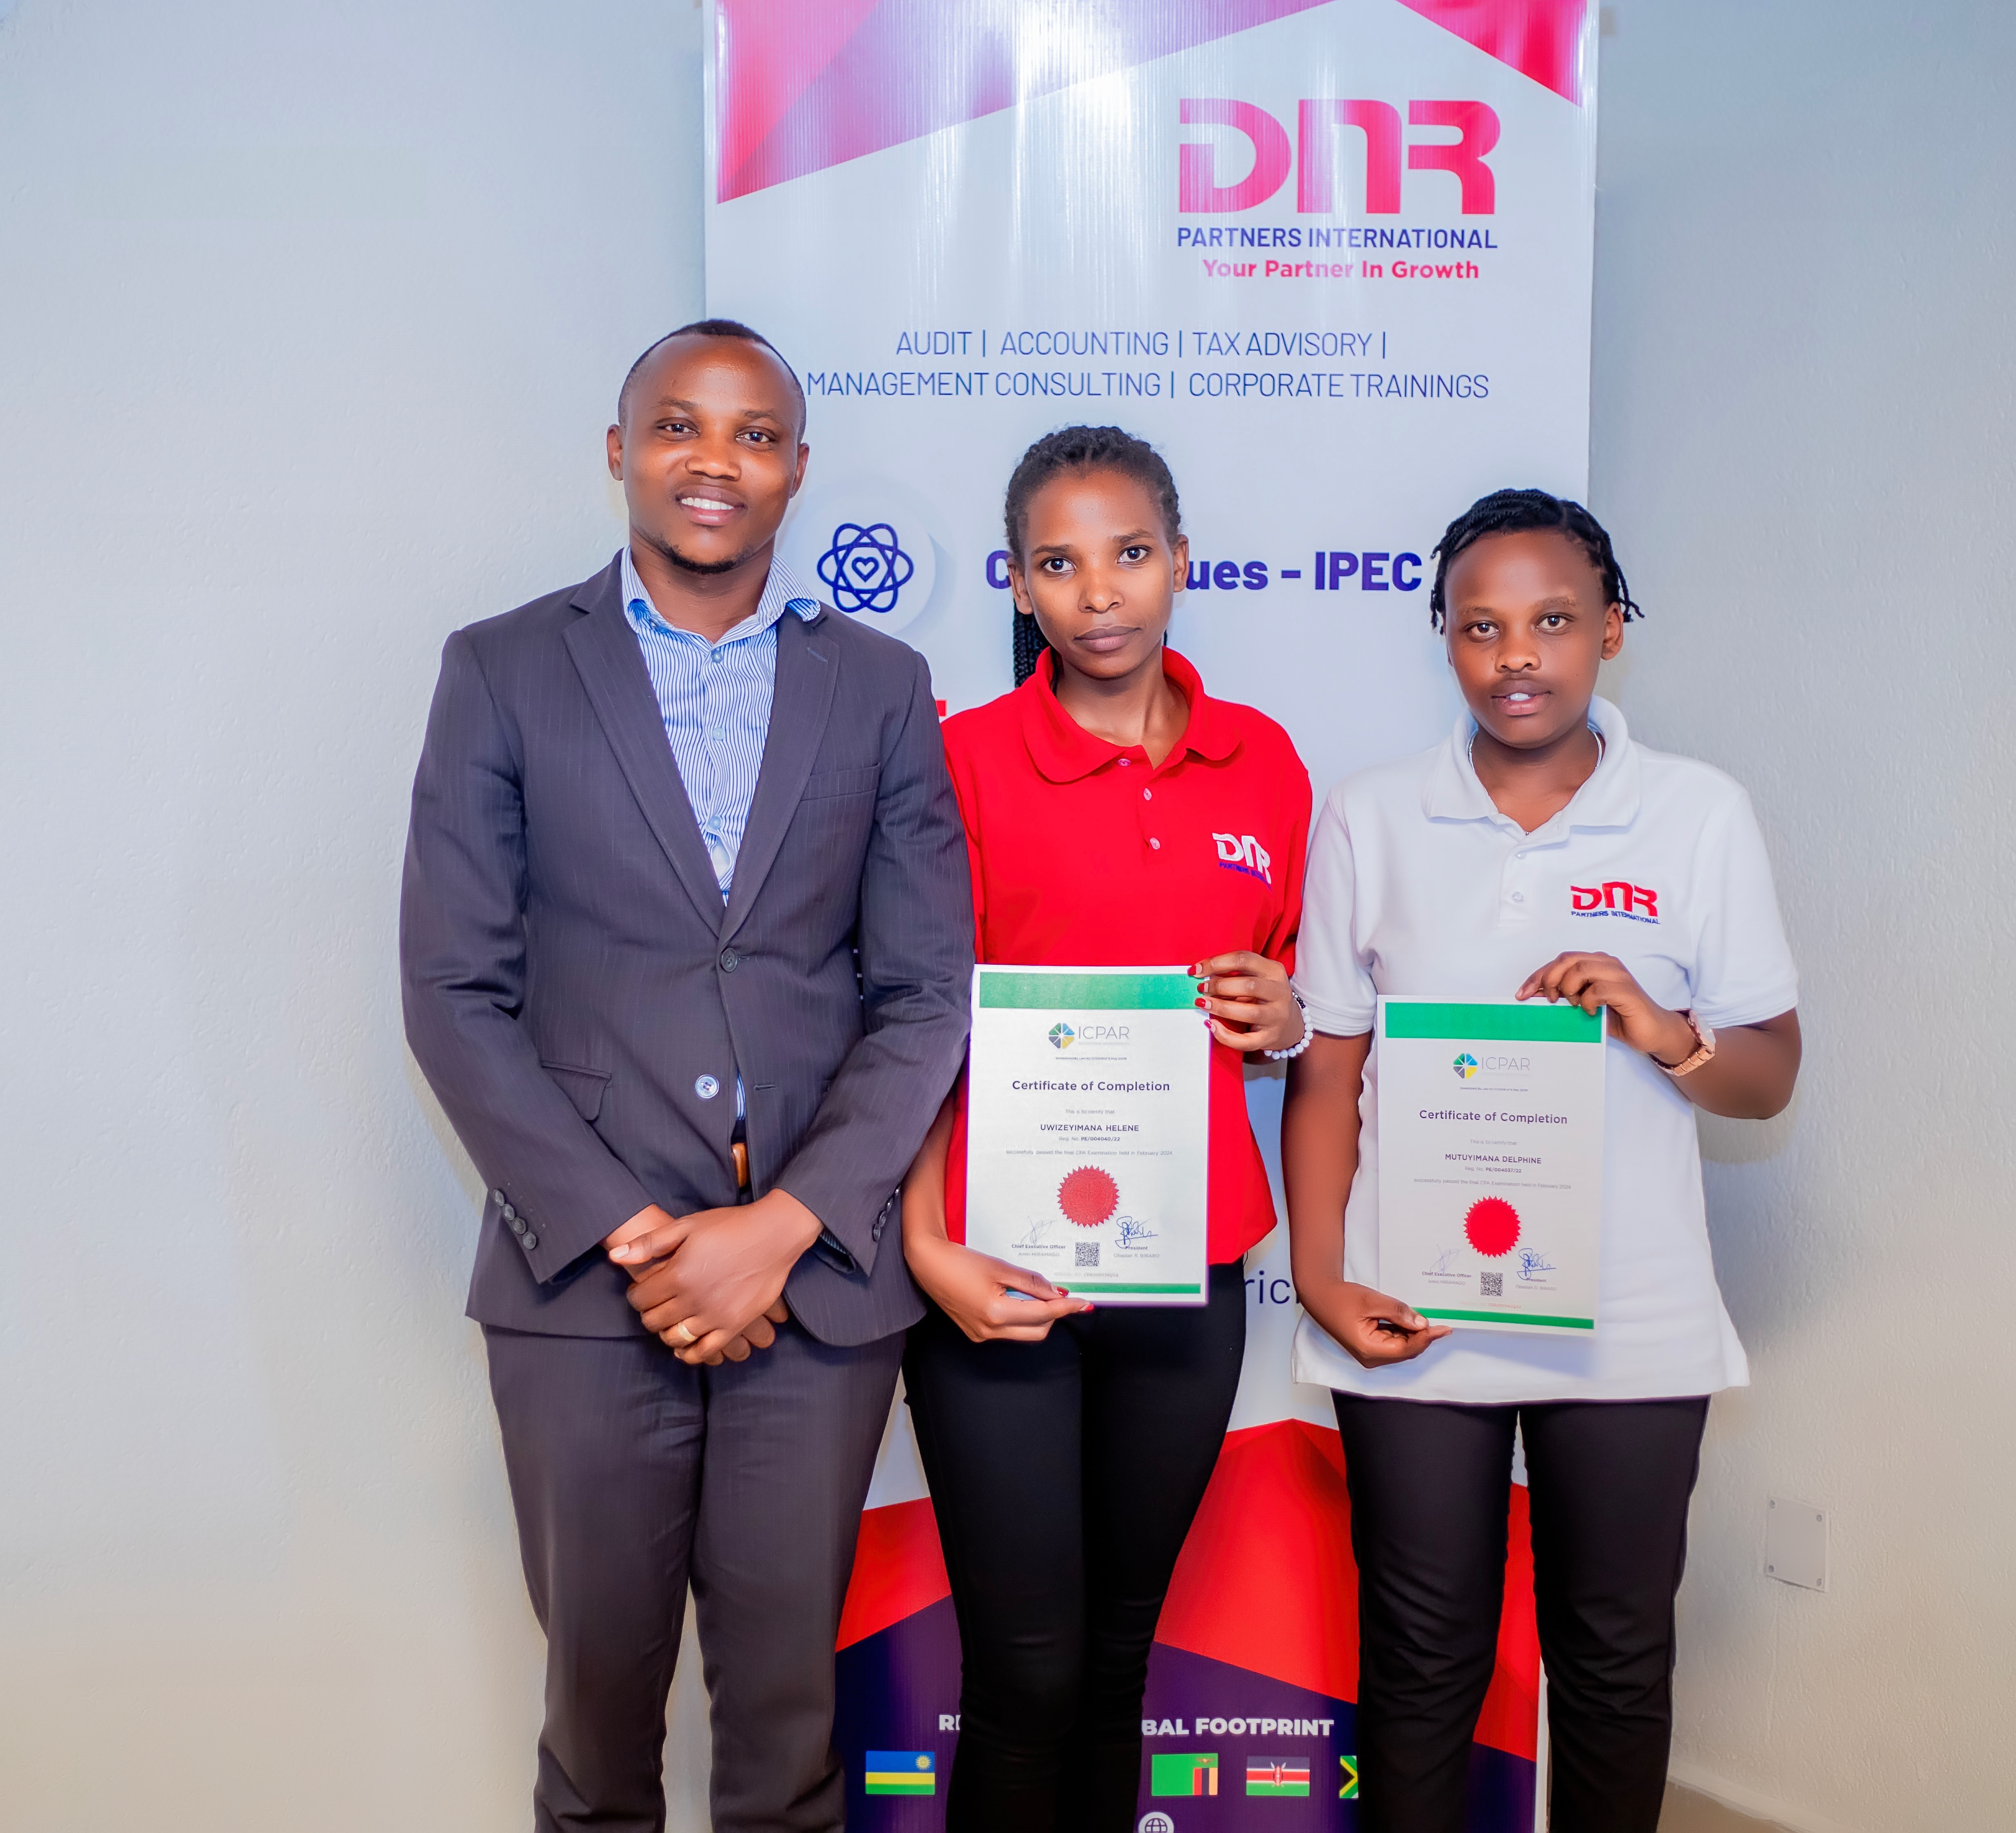 DNR
PARTNERS INTERNATIONAL
Your Partner In Growth
AUDIT | ACCOUNTING | TAX ADVISORY |
MANAGEMENT CONSULTING | CORPORATE TRAININGS
ues - IPEC
DNR
PARTNERS
DNR
PARTNERS INTERNATIONAL
ICPAR
Certificate of Completion
This is to certify that
UWIZEYIMANA HELENE
Reg. No. PE/004040/22
successfully passed the final CPA Examination held in February 2024
Chief Executive Officer
President
ICPAR
Certificate of Completion
This is to certify that
MUTUYIMANA DELPHINE
Reg. No. PE/004037/22
successfully passed the final CPA Examination held in February 2024
Chief Executive Officer
President
ric
BAL FOOTPRINT